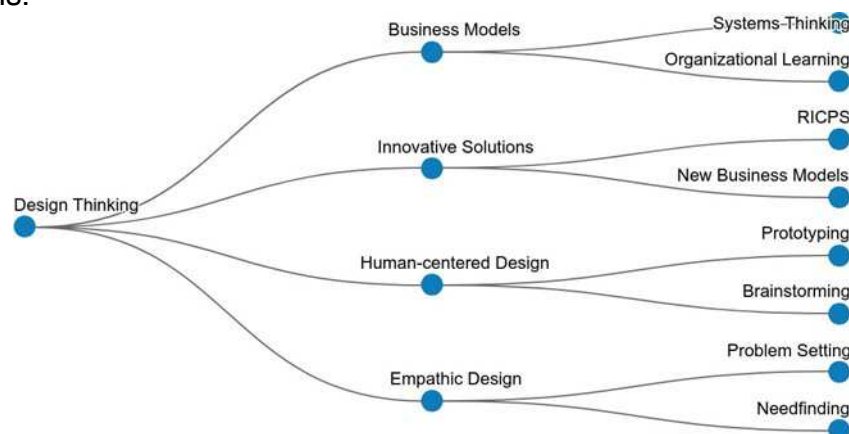 Business Models
Systems Thinking
Organizational Learning
Innovative Solutions
RICPS
New Business Models
Design Thinking
Human-centered Design
Prototyping
Brainstorming
Empathic Design
Problem Setting
Needfinding